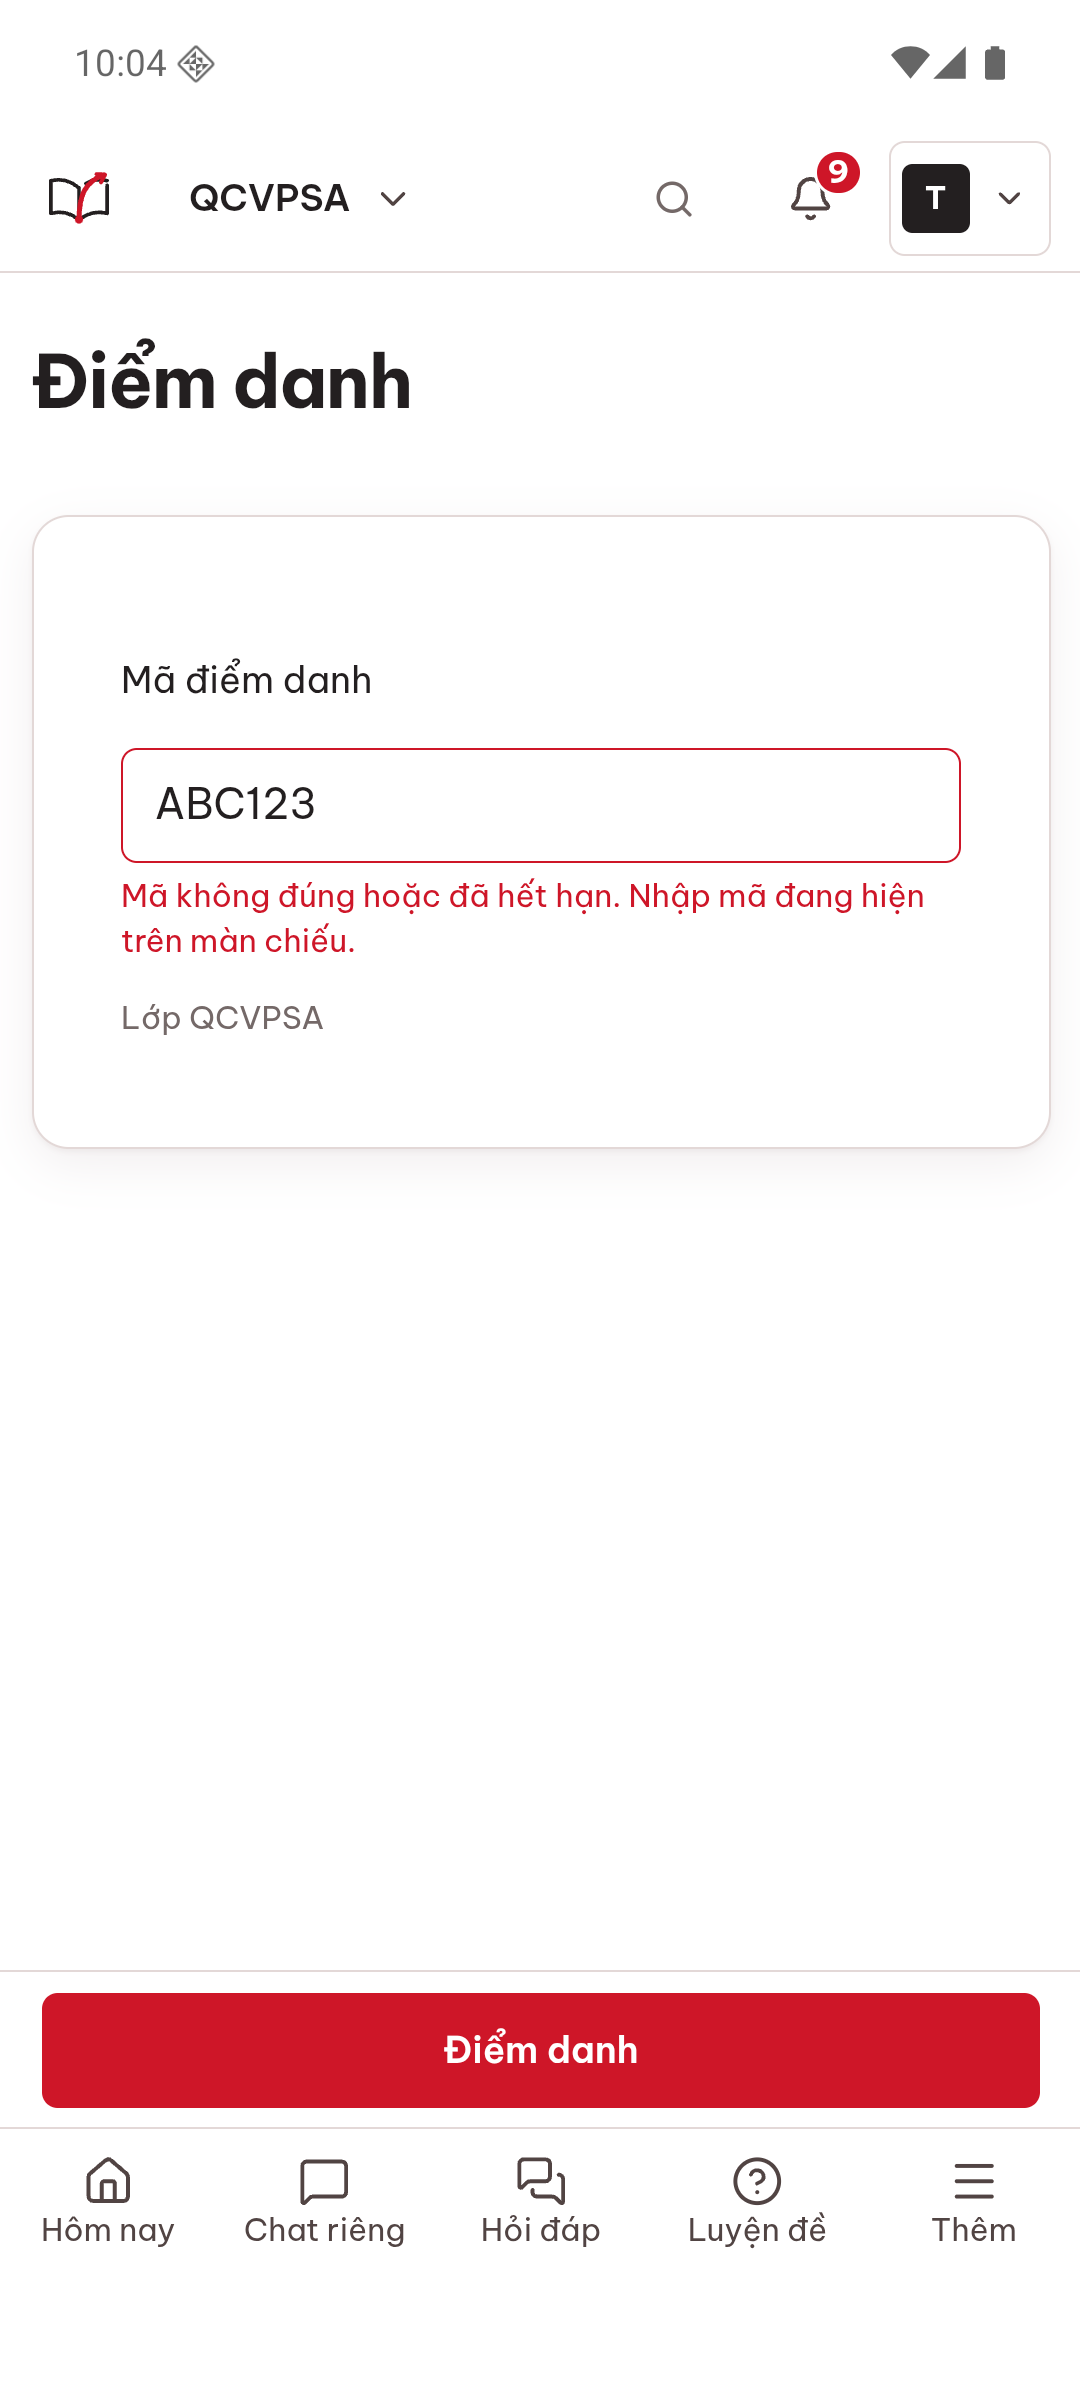 10:04
QCVPSA
9
T
Điểm danh
Mã điểm danh
ABC123
Mã không đúng hoặc đã hết hạn. Nhập mã đang hiện
trên màn chiếu.
Lớp QCVPSA
Điểm danh
Hôm nay
Chat riêng
Hỏi đáp
Luyện đề
Thêm